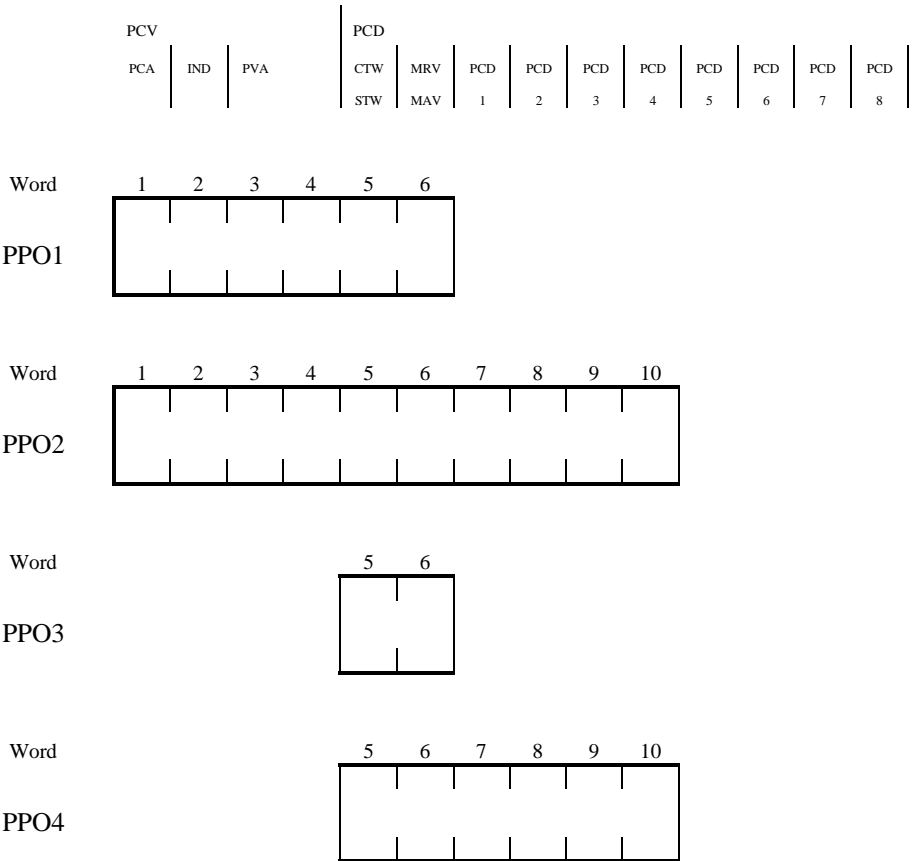 PCV PCD
PCA IND PVA CTW MRV PCD PCD PCD PCD PCD PCD PCD PCD
STW MAV 1 2 3 4 5 6 7 8
Word 1 2 3 4 5 6
PPO1
Word 1 2 3 4 5 6 7 8 9 10
PPO2
Word 5 6
PPO3
Word 5 6 7 8 9 10
PPO4